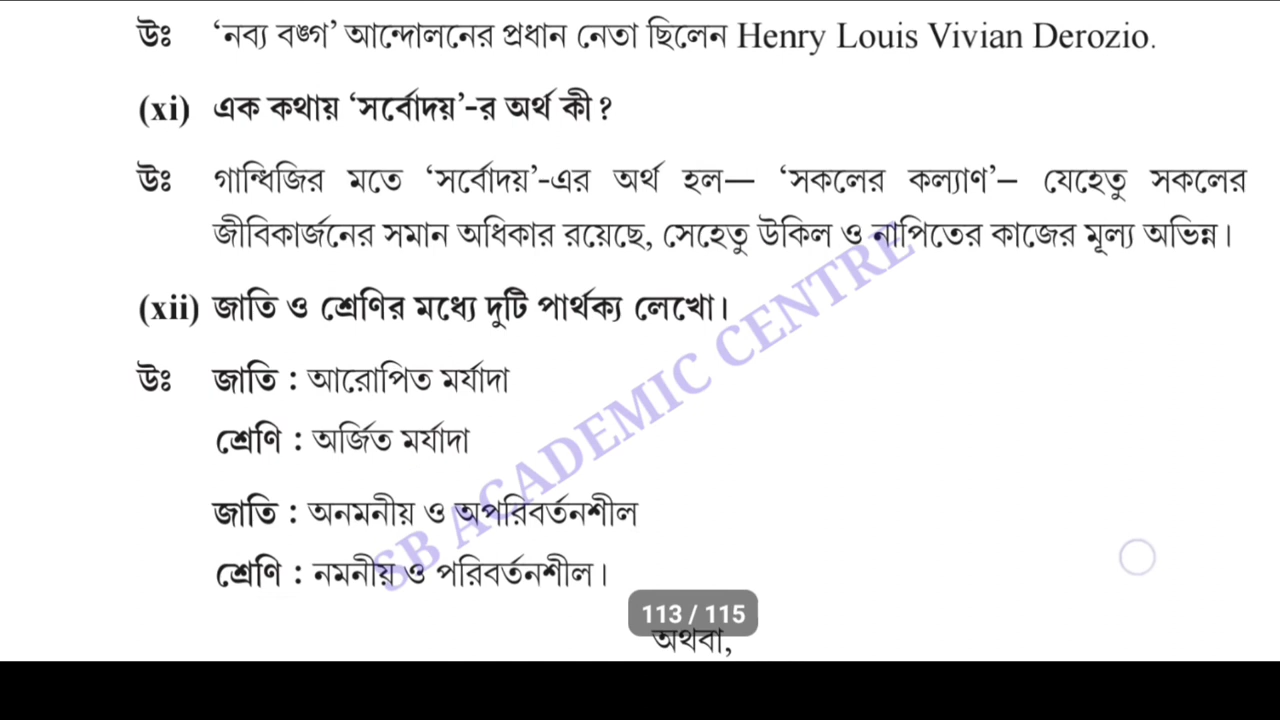 উঃ ‘নব্য বঙ্গ’ আন্দোলনের প্রধান নেতা ছিলেন Henry Louis Vivian Derozio.
(xi) এক কথায় ‘সর্বোদয়’-র অর্থ কী?
উঃ গান্ধিজির মতে ‘সর্বোদয়’-এর অর্থ হল— ‘সকলের কল্যাণ’– যেহেতু সকলের
জীবিকার্জনের সমান অধিকার রয়েছে, সেহেতু উকিল ও নাপিতের কাজের মূল্য অভিন্ন।
(xii) জাতি ও শ্রেণির মধ্যে দুটি পার্থক্য লেখো।
উঃ জাতি : আরোপিত মর্যাদা
শ্রেণি : অর্জিত মর্যাদা
জাতি : অনমনীয় ও অপরিবর্তনশীল
শ্রেণি : নমনীয় ও পরিবর্তনশীল।
SB ACADEMIC CENTRE
113 / 115
অথবা,